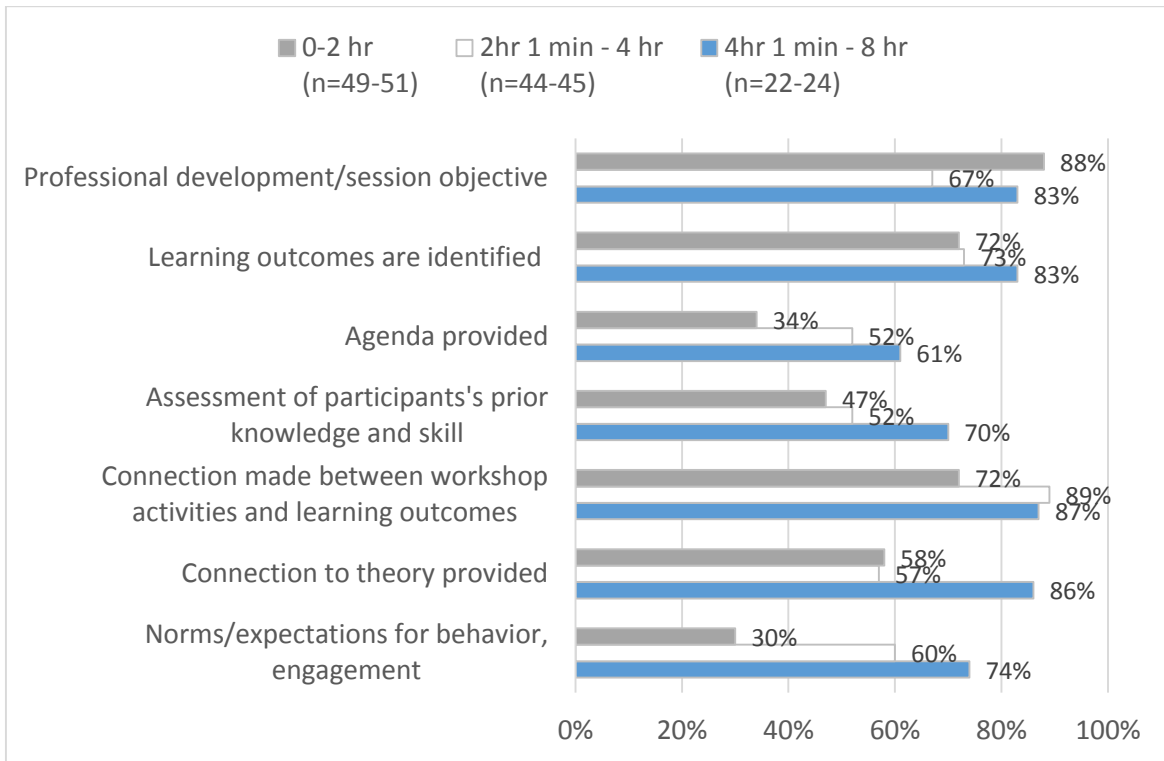 0-2 hr 2hr 1 min - 4 hr 4hr 1 min - 8 hr
(n=49-51) (n=44-45) (n=22-24)
Professional development/session objective
88%
67%
83%
Learning outcomes are identified
72%
73%
83%
Agenda provided
34%
52%
61%
Assessment of participants's prior
knowledge and skill
47%
52%
70%
Connection made between workshop
activities and learning outcomes
72%
89%
87%
Connection to theory provided
58%
57%
86%
Norms/expectations for behavior,
engagement
30%
60%
74%
0% 20% 40% 60% 80% 100%